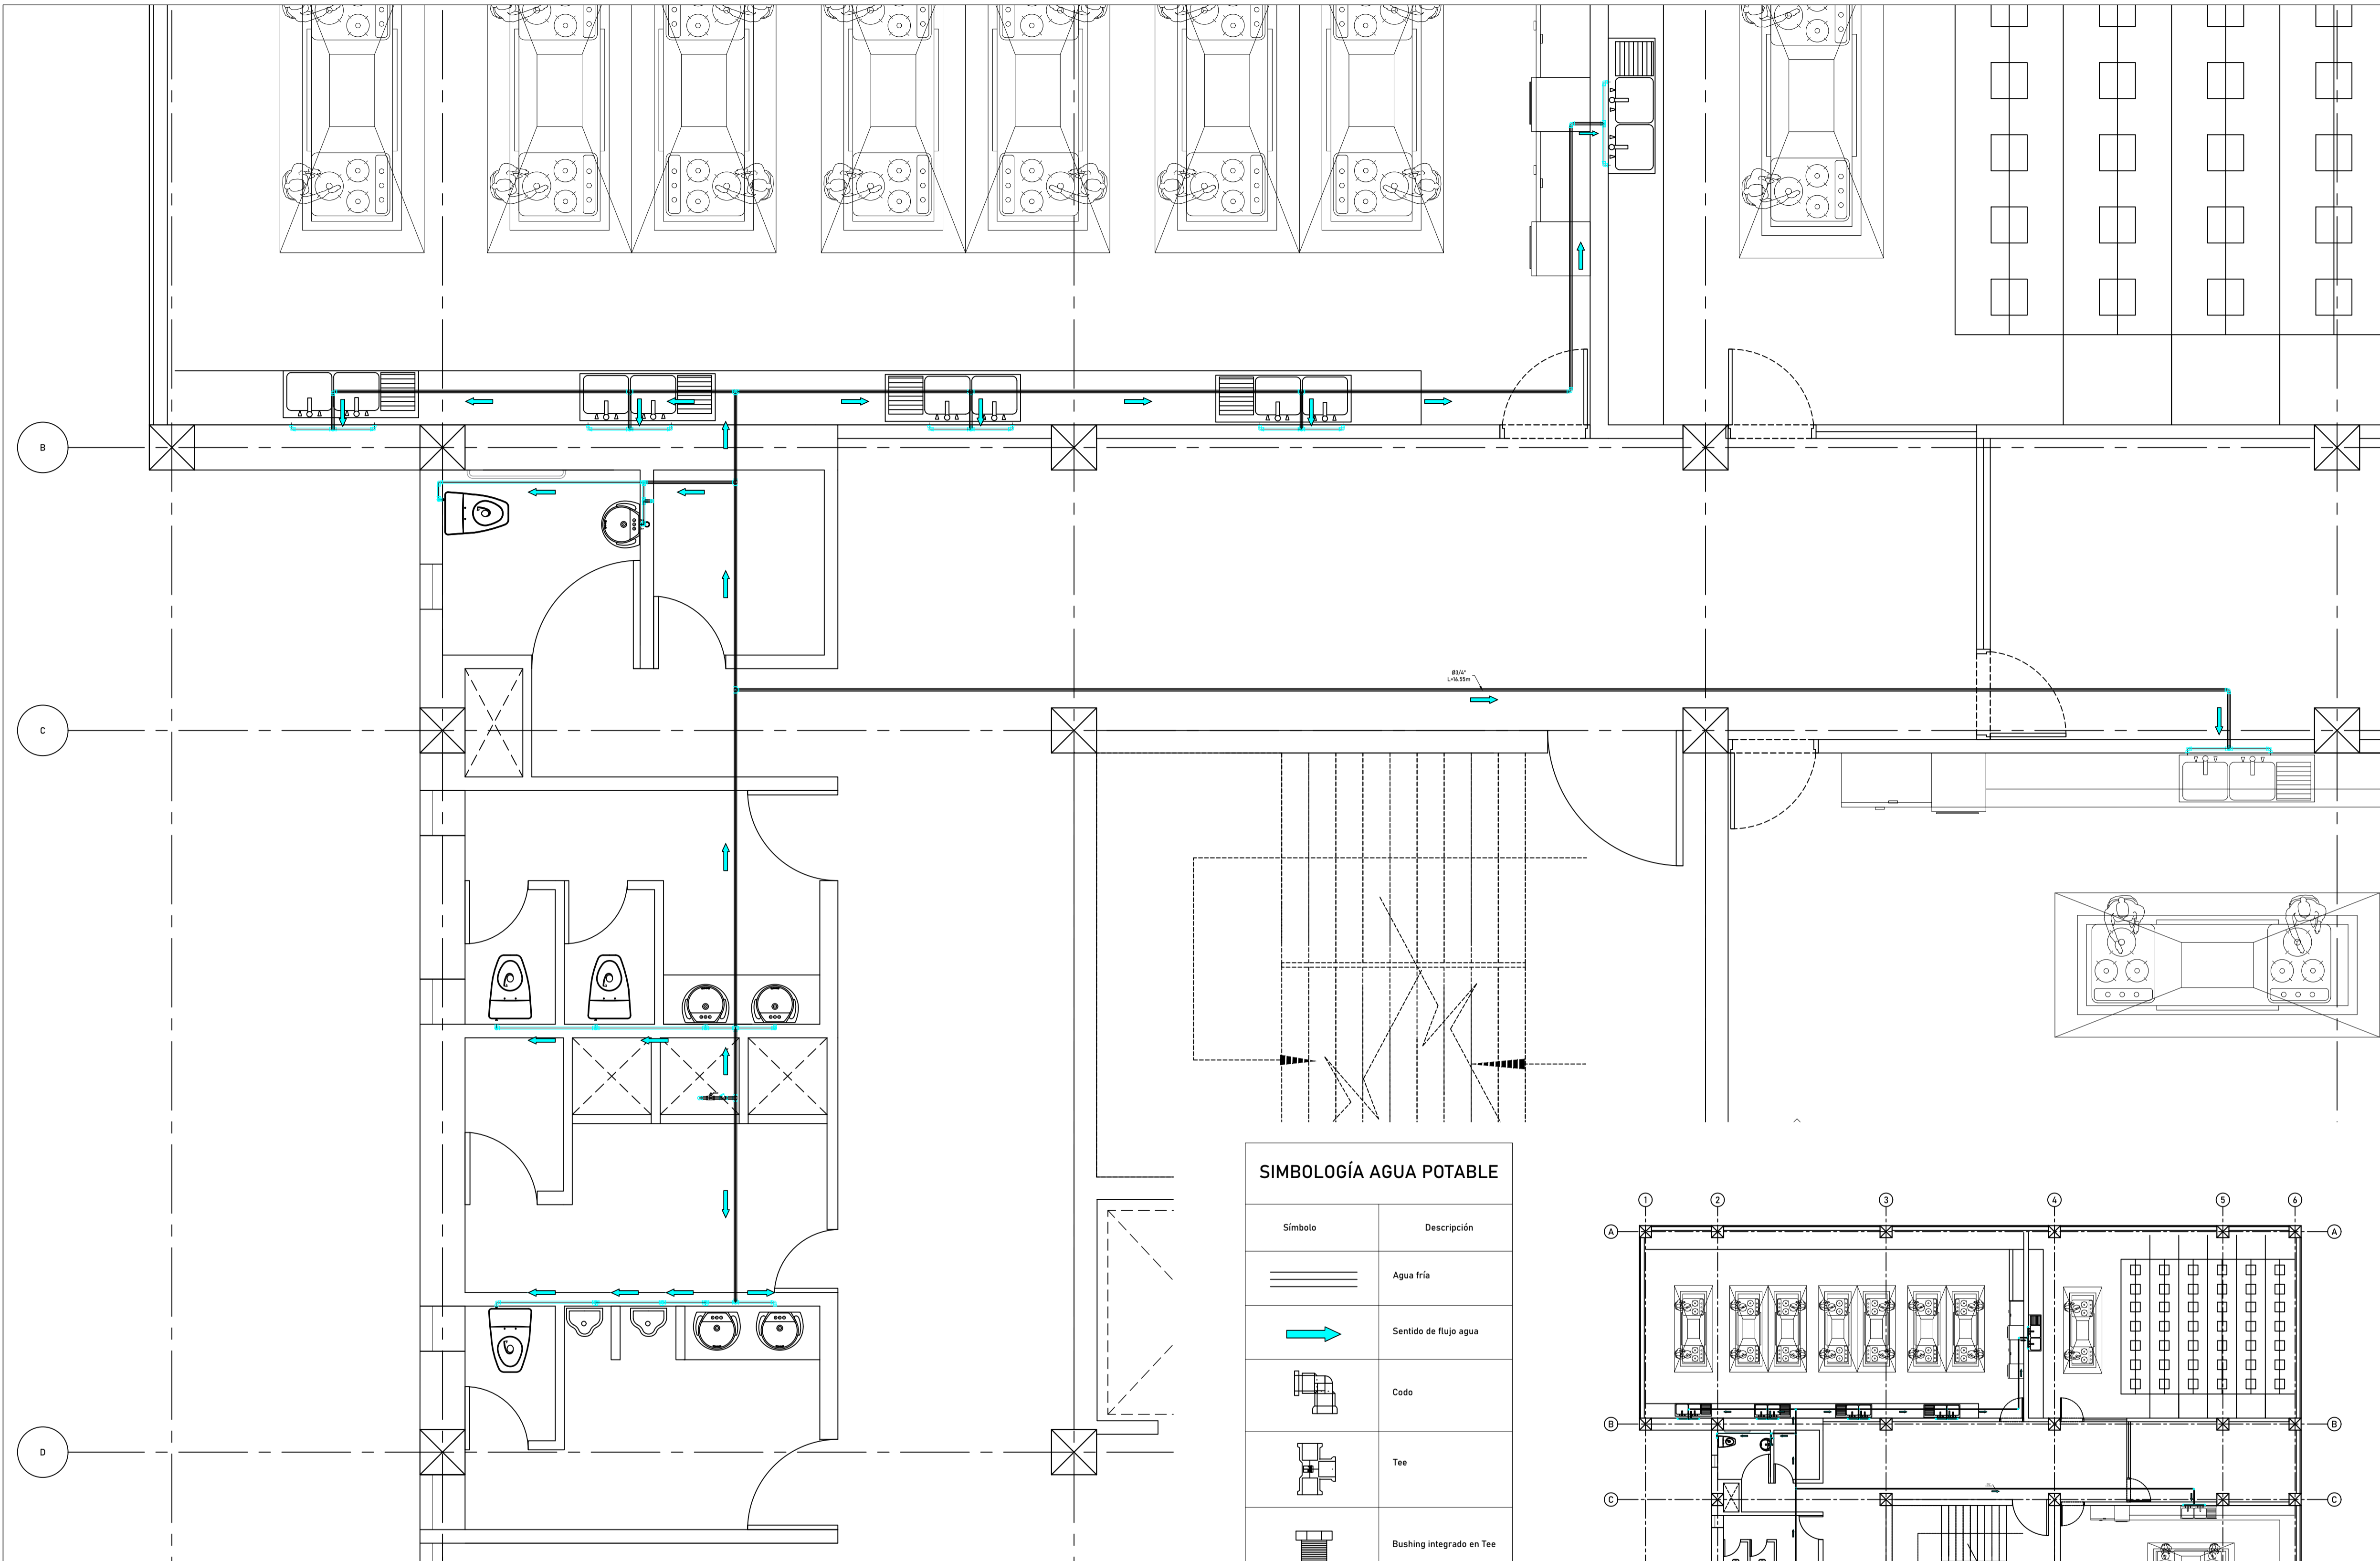 B
Ø3/4"
L=16.55m
C
D
SIMBOLOGÍA AGUA POTABLE
Símbolo
Descripción
Agua fría
Sentido de flujo agua
Codo
Tee
Bushing integrado en Tee
1 2 3 4 5 6
A A
B B
C C